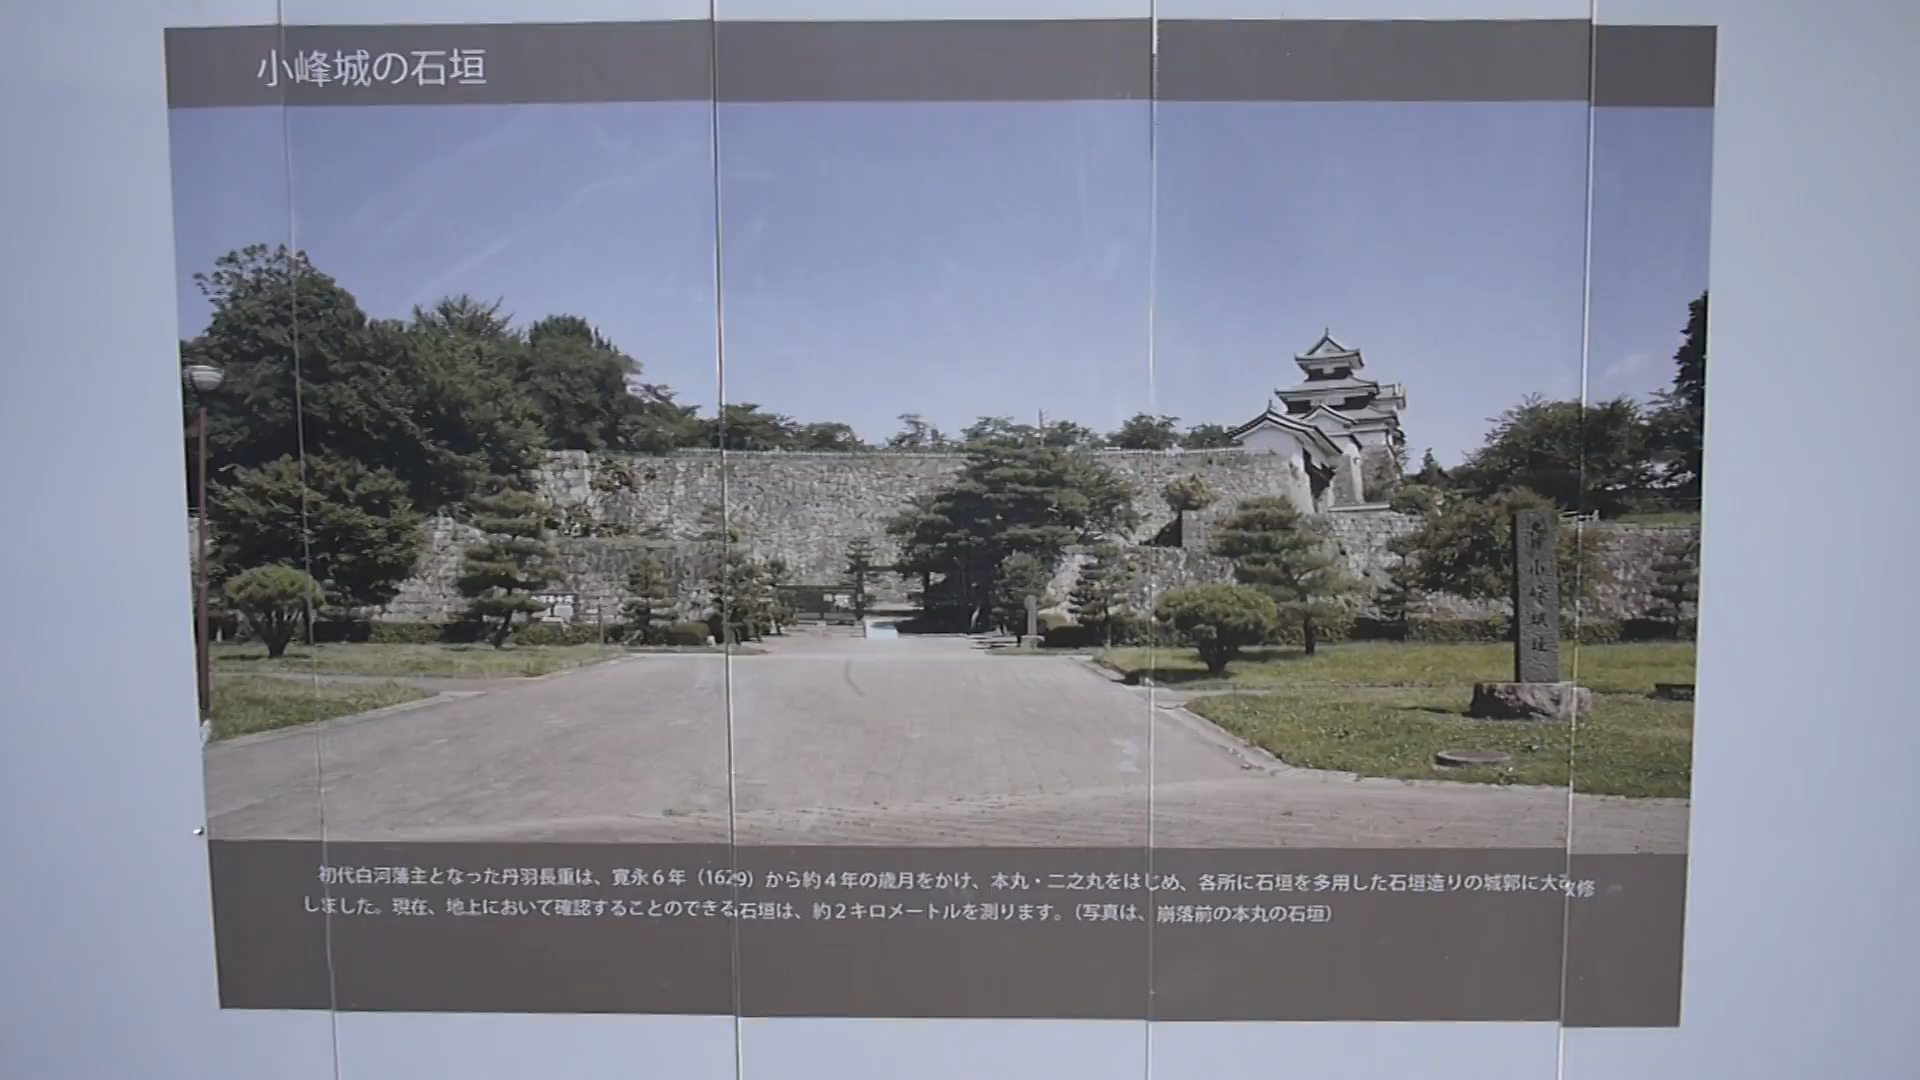 小峰城の石垣
小峰城址
初代白河藩主となった丹羽長重は、寛永6年（1629）から約4年の歳月をかけ、本丸・二之丸をはじめ、各所に石垣を多用した石垣造りの城郭に大改修
しました。現在、地上において確認することのできる石垣は、約2キロメートルを測ります。（写真は、崩落前の本丸の石垣）